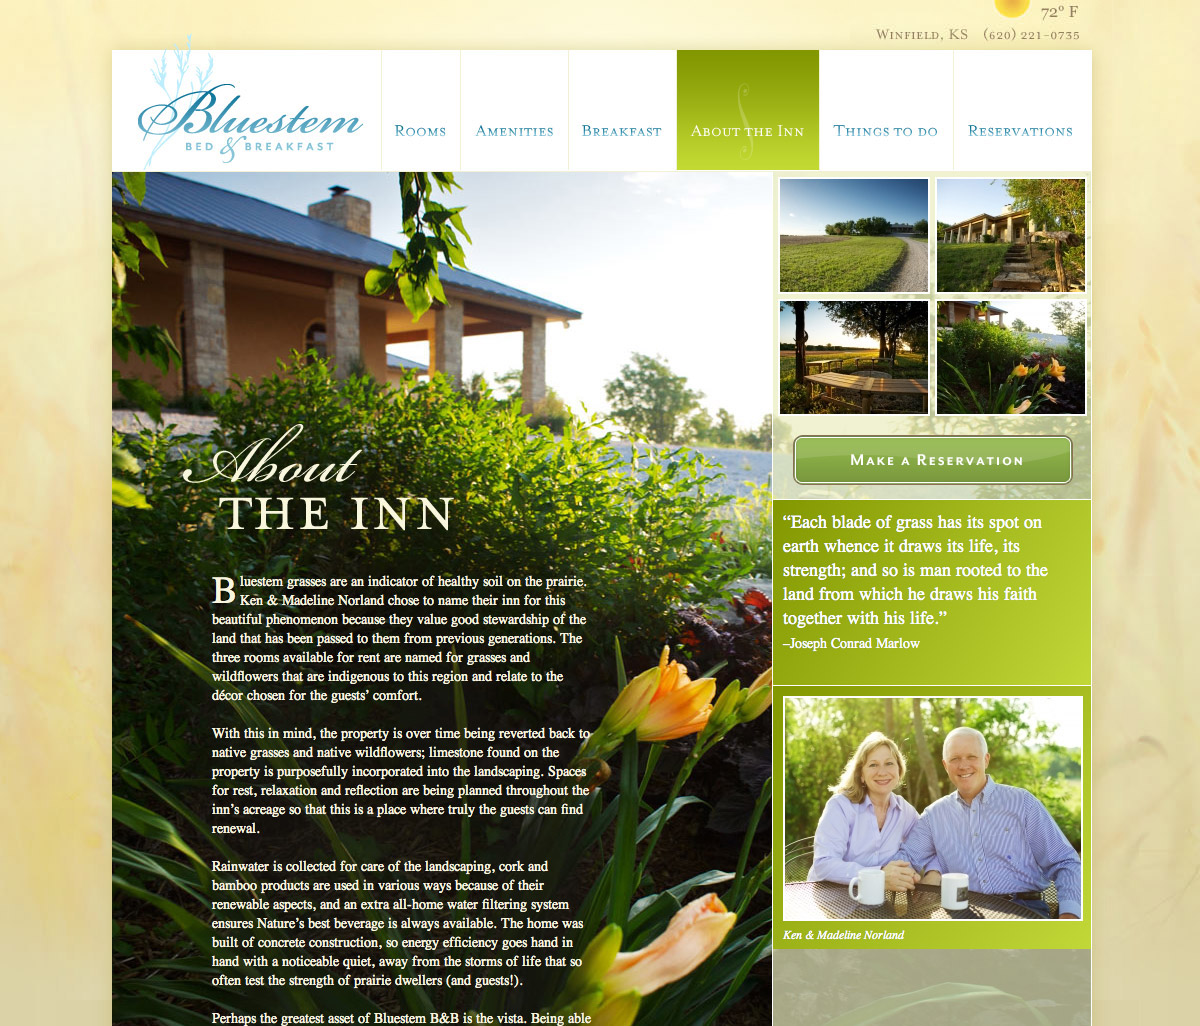 72° F
Winfield, KS (620) 221-0735
Bluestem
BED & BREAKFAST
Rooms
Amenities
Breakfast
About the Inn
Things to do
Reservations
About
THE INN
Bluestem grasses are an indicator of healthy soil on the prairie.
Ken & Madeline Norland chose to name their inn for this
beautiful phenomenon because they value good stewardship of the
land that has been passed to them from previous generations. The
three rooms available for rent are named for grasses and
wildflowers that are indigenous to this region and relate to the
décor chosen for the guests’ comfort.
With this in mind, the property is over time being reverted back to
native grasses and native wildflowers; limestone found on the
property is purposefully incorporated into the landscaping. Spaces
for rest, relaxation and reflection are being planned throughout the
inn’s acreage so that this is a place where truly the guests can find
renewal.
Rainwater is collected for care of the landscaping, cork and
bamboo products are used in various ways because of their
renewable aspects, and an extra all-home water filtering system
ensures Nature’s best beverage is always available. The home was
built of concrete construction, so energy efficiency goes hand in
hand with a noticeable quiet, away from the storms of life that so
often test the strength of prairie dwellers (and guests!).
Perhaps the greatest asset of Bluestem B&B is the vista. Being able
Make a Reservation
“Each blade of grass has its spot on
earth whence it draws its life, its
strength; and so is man rooted to the
land from which he draws his faith
together with his life.”
–Joseph Conrad Marlow
Ken & Madeline Norland